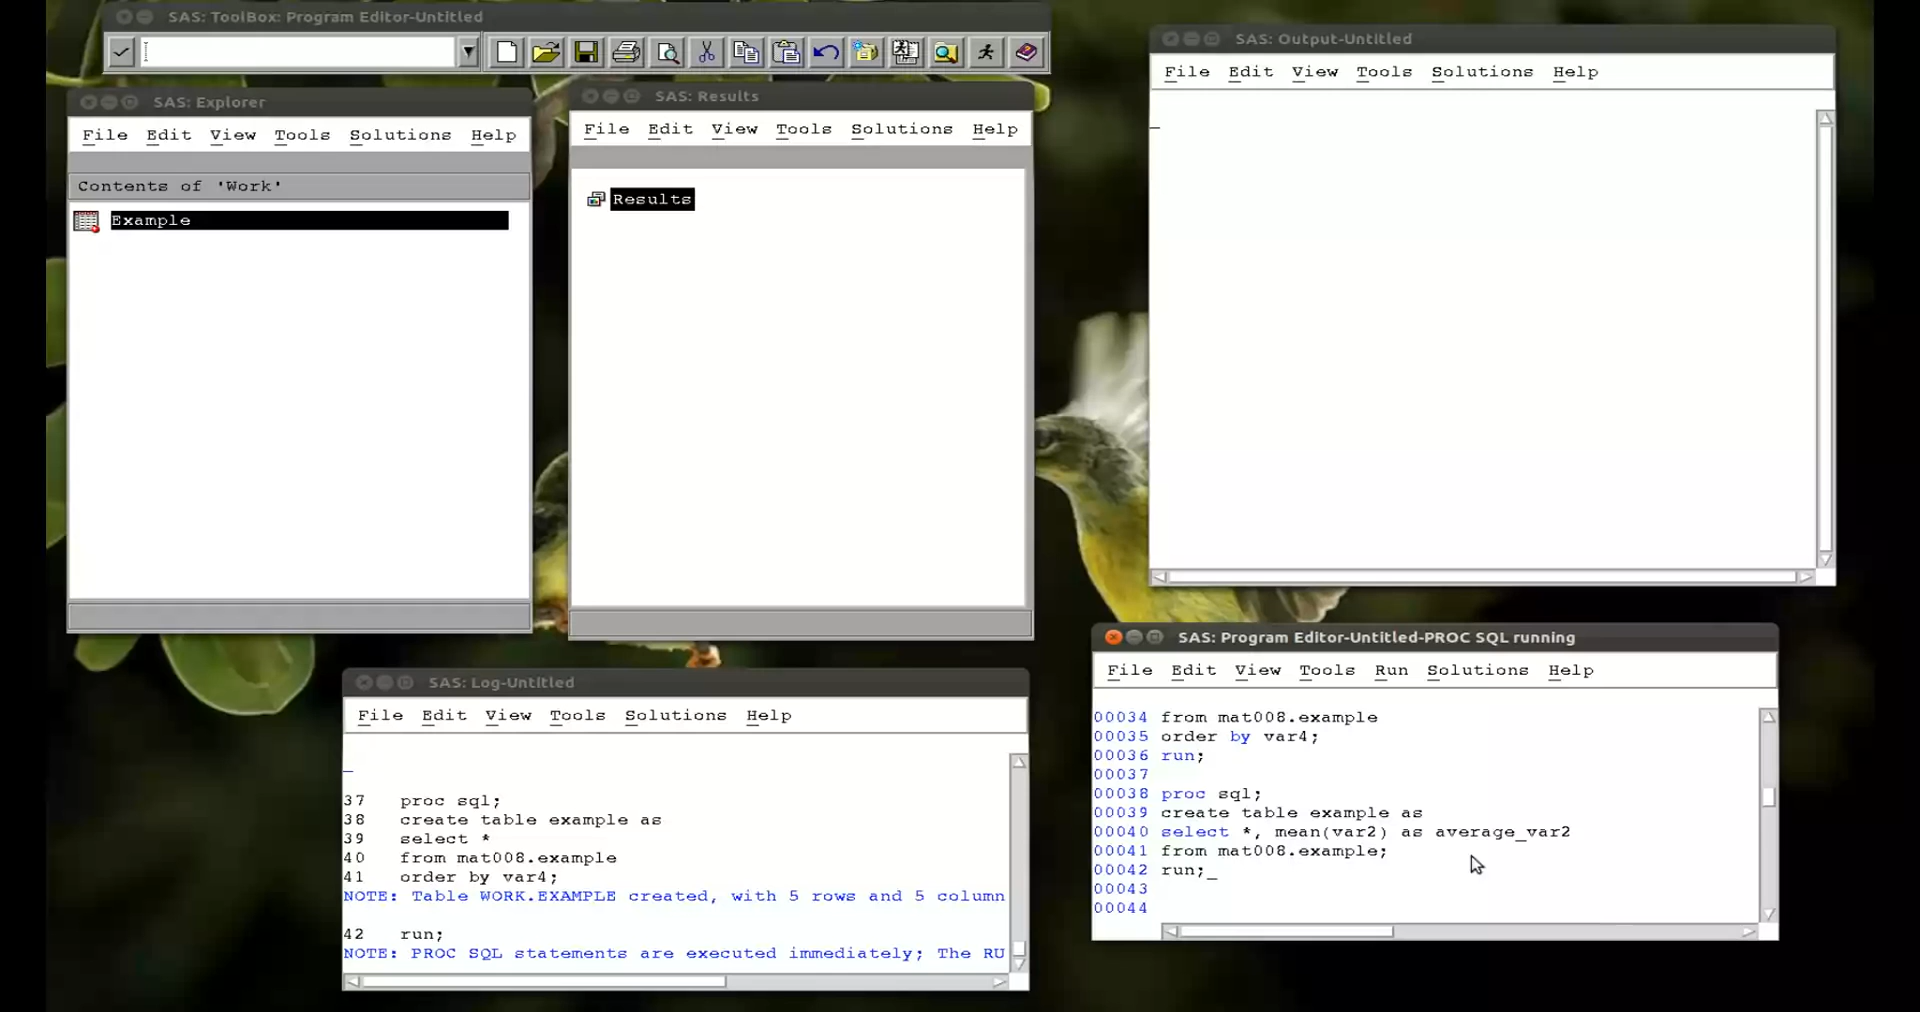 SAS: ToolBox: Program Editor-Untitled
SAS: Explorer
File Edit View Tools Solutions Help
Contents of 'Work'
Example
SAS: Results
File Edit View Tools Solutions Help
Results
SAS: Output-Untitled
File Edit View Tools Solutions Help
SAS: Log-Untitled
File Edit View Tools Solutions Help
37 proc sql;
38 create table example as
39 select *
40 from mat008.example
41 order by var4;
NOTE: Table WORK.EXAMPLE created, with 5 rows and 5 column
42 run;
NOTE: PROC SQL statements are executed immediately; The RU
SAS: Program Editor-Untitled-PROC SQL running
File Edit View Tools Run Solutions Help
00034 from mat008.example
00035 order by var4;
00036 run;
00037
00038 proc sql;
00039 create table example as
00040 select *, mean(var2) as average_var2
00041 from mat008.example;
00042 run;_
00043
00044